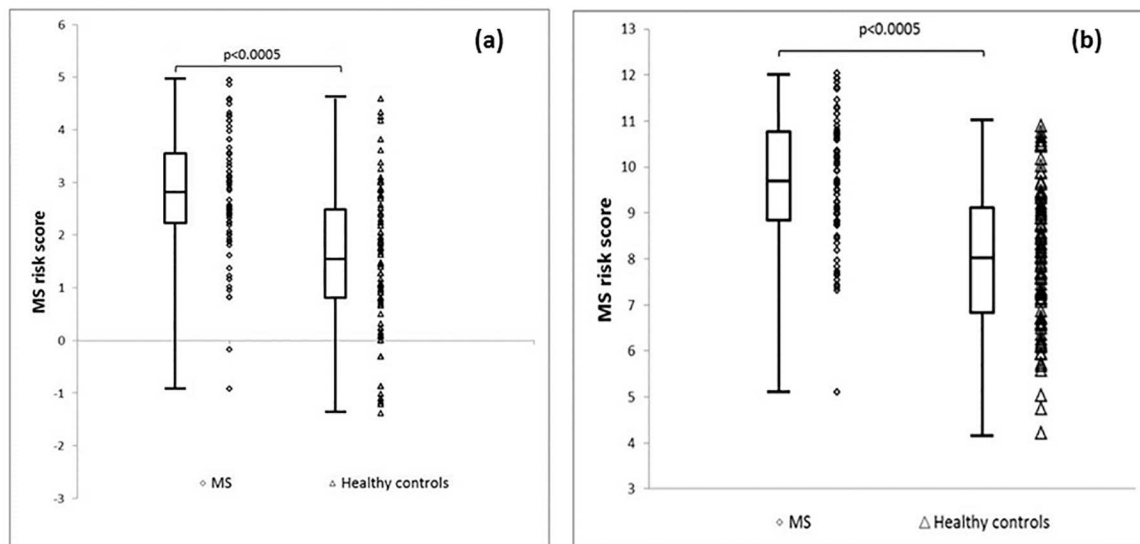 (a)
p<0.0005
6
5
4
3
2
1
0
-1
-2
-3
MS risk score
MS
Healthy controls
(b)
p<0.0005
13
12
11
10
9
8
7
6
5
4
3
MS risk score
MS
Healthy controls